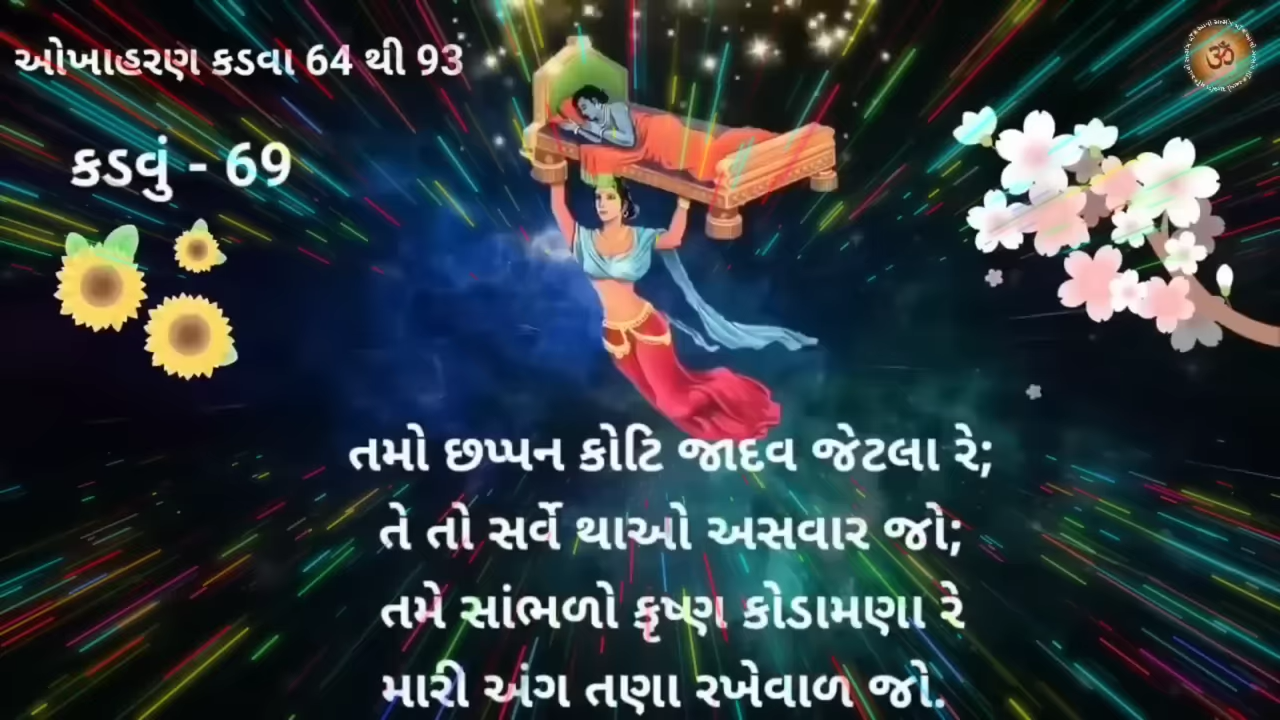 ઓખાહરણ કડવા 64 થી 93
કડવું - 69
ૐ
તમો છપ્પન કોટિ જાદવ જેટલા રે;
તે તો સર્વે થાઓ અસવાર જો;
તમે સાંભળો કૃષ્ણ કોડામણા રે
મારી અંગ તણા રખેવાળ જો.